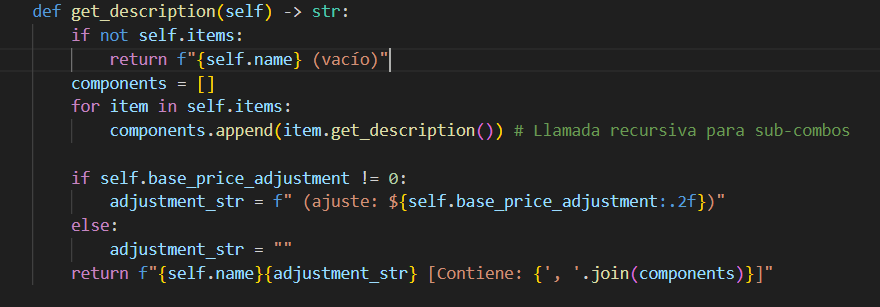 def get_description(self) -> str:
    if not self.items:
        return f"{self.name} (vacío)"
    components = []
    for item in self.items:
        components.append(item.get_description()) # Llamada recursiva para sub-combos

    if self.base_price_adjustment != 0:
        adjustment_str = f" (ajuste: ${self.base_price_adjustment:.2f})"
    else:
        adjustment_str = ""
    return f"{self.name}{adjustment_str} [Contiene: {', '.join(components)}]"